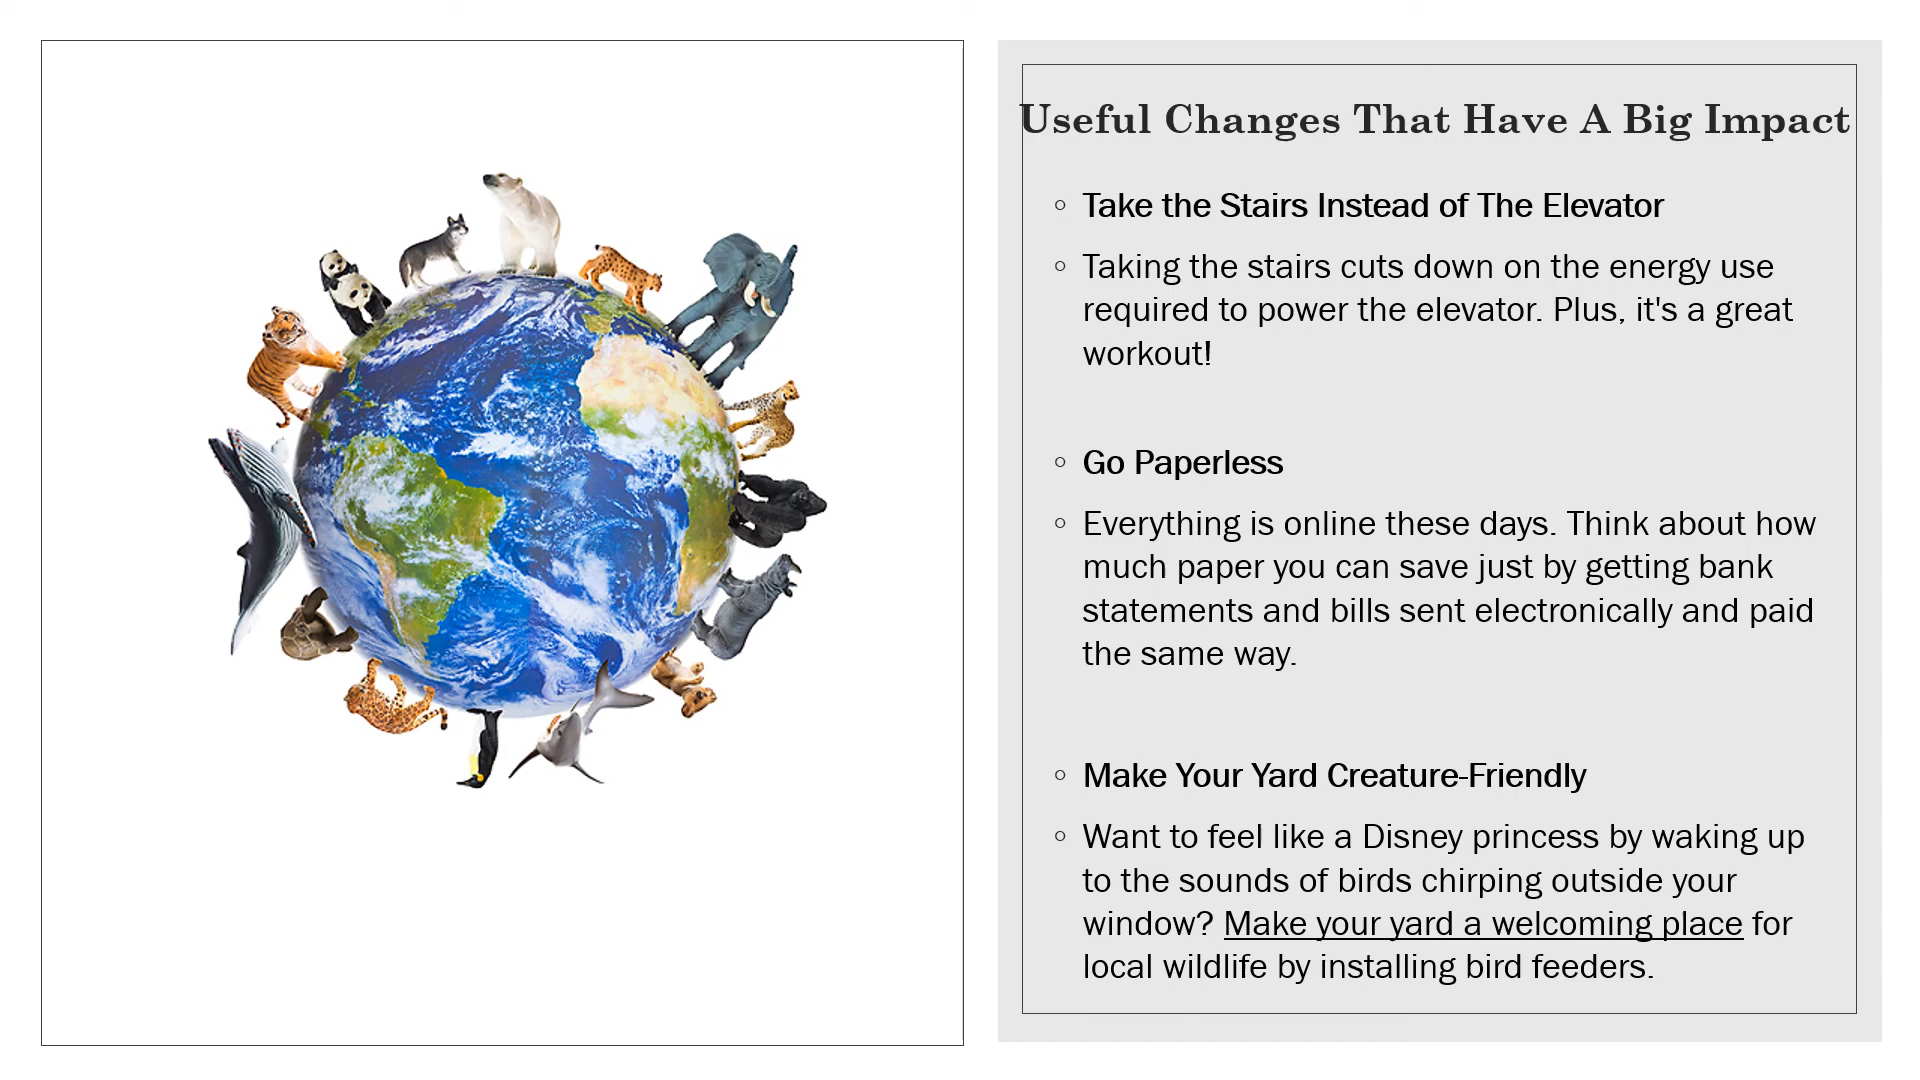 Useful Changes That Have A Big Impact
◦ Take the Stairs Instead of The Elevator
◦ Taking the stairs cuts down on the energy use
required to power the elevator. Plus, it's a great
workout!
◦ Go Paperless
◦ Everything is online these days. Think about how
much paper you can save just by getting bank
statements and bills sent electronically and paid
the same way.
◦ Make Your Yard Creature-Friendly
◦ Want to feel like a Disney princess by waking up
to the sounds of birds chirping outside your
window? Make your yard a welcoming place for
local wildlife by installing bird feeders.